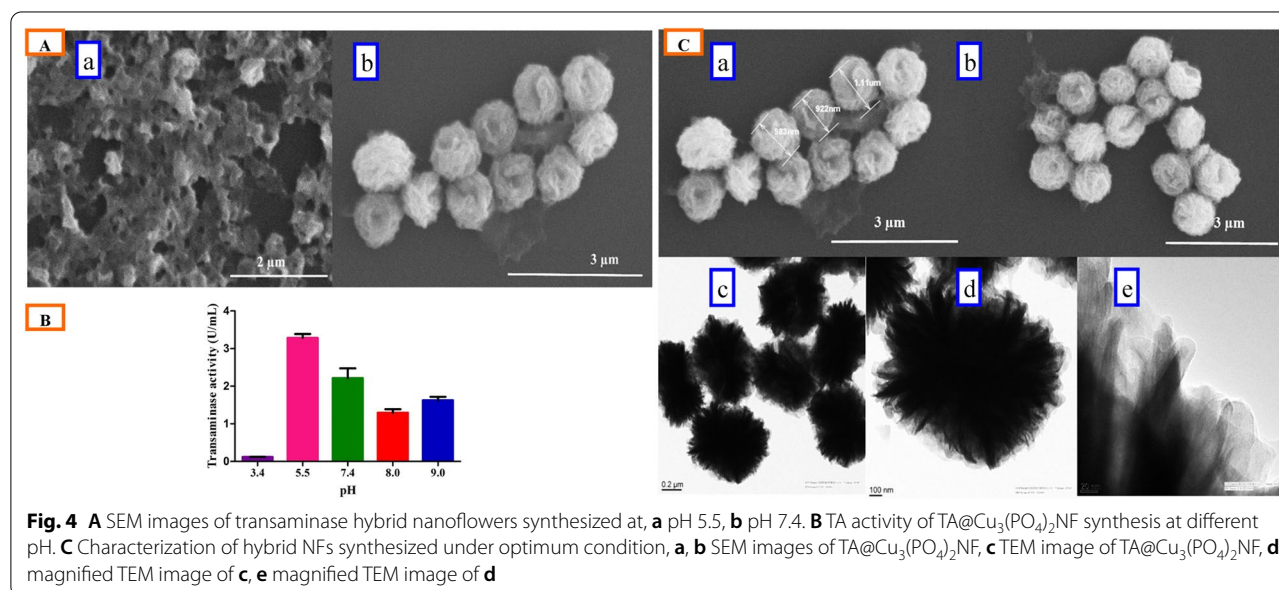 A
a
2 µm
b
3 µm
C
a
983nm
922nm
1.11um
3 µm
b
3 µm
B
Transaminase activity (U/mL)
4
3
2
1
0
3.4 5.5 7.4 8.0 9.0
pH
c
0.2 µm
d
100 nm
e
20 nm
Fig. 4 A SEM images of transaminase hybrid nanoflowers synthesized at, a pH 5.5, b pH 7.4. B TA activity of TA@Cu₃(PO₄)₂NF synthesis at different
pH. C Characterization of hybrid NFs synthesized under optimum condition, a, b SEM images of TA@Cu₃(PO₄)₂NF, c TEM image of TA@Cu₃(PO₄)₂NF, d
magnified TEM image of c, e magnified TEM image of d